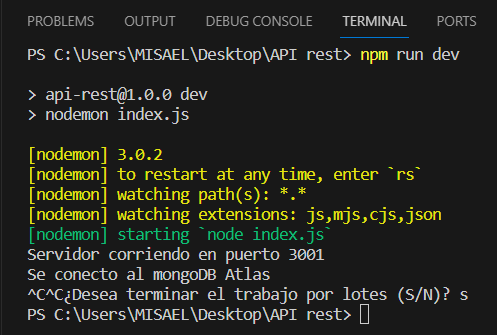 PROBLEMS OUTPUT DEBUG CONSOLE TERMINAL PORTS
PS C:\Users\MISAEL\Desktop\API rest> npm run dev
> api-rest@1.0.0 dev
> nodemon index.js
[nodemon] 3.0.2
[nodemon] to restart at any time, enter `rs`
[nodemon] watching path(s): *.*
[nodemon] watching extensions: js,mjs,cjs,json
[nodemon] starting `node index.js`
Servidor corriendo en puerto 3001
Se conecto al mongoDB Atlas
^C^C¿Desea terminar el trabajo por lotes (S/N)? s
PS C:\Users\MISAEL\Desktop\API rest>